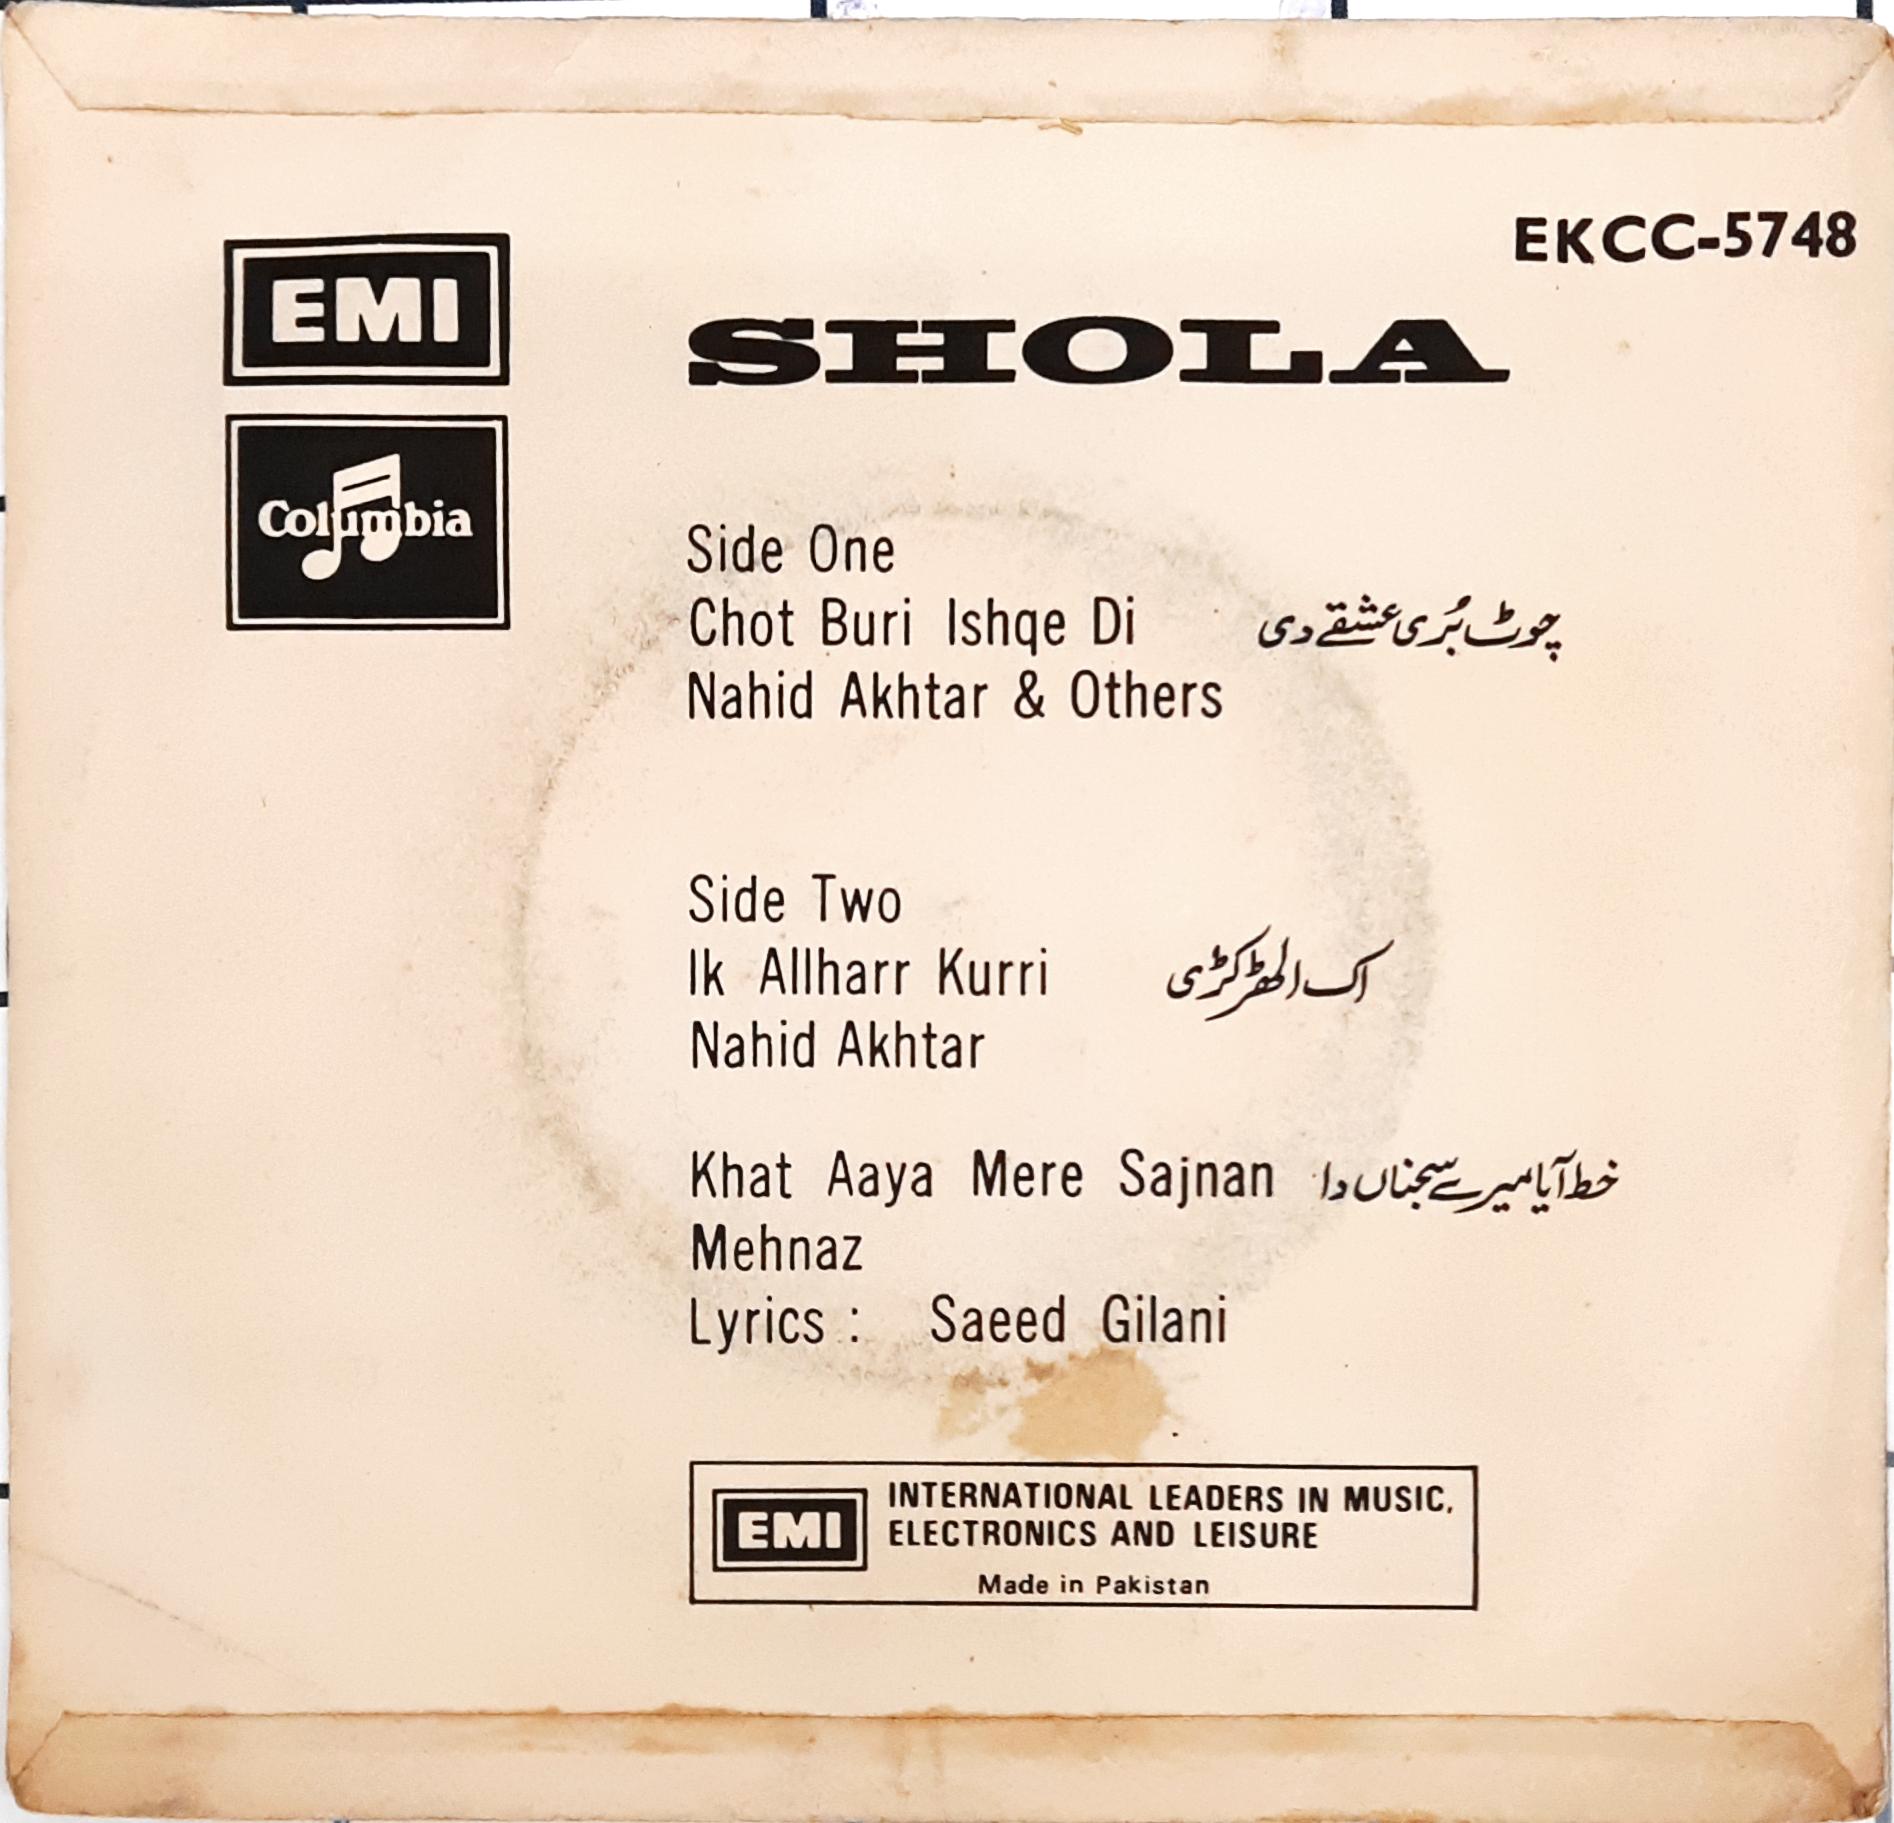 EKCC-5748
EMI
SHOLA
Columbia
Side One
Chot Buri Ishqe Di چوٹ بُری عشقے دی
Nahid Akhtar & Others
Side Two
Ik Allharr Kurri اک الھڑ کڑی
Nahid Akhtar
Khat Aaya Mere Sajnan خط آیا میرے سجناں دا
Mehnaz
Lyrics : Saeed Gilani
EMI
INTERNATIONAL LEADERS IN MUSIC,
ELECTRONICS AND LEISURE
Made in Pakistan